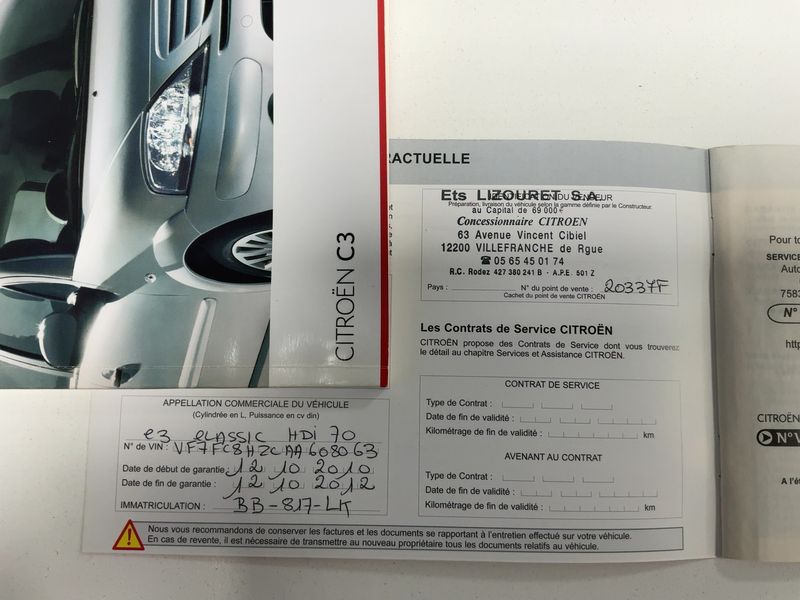 CITROËN C3
RACTUELLE
Ets LIZOURET S.A
Préparation, livraison du véhicule selon la gamme définie par le Constructeur.
au Capital de 69 000 €
Concessionnaire CITROEN
63 Avenue Vincent Cibiel
12200 VILLEFRANCHE de Rgue
☎ 05 65 45 01 74
R.C. Rodez 427 380 241 B - A.P.E. 501 Z
Pays : N° du point de vente : 20337F
Cachet du point de vente CITROËN
Les Contrats de Service CITROËN
CITROËN propose des Contrats de Service dont vous trouverez
le détail au chapitre Services et Assistance CITROËN.
CONTRAT DE SERVICE
Type de Contrat :
Date de fin de validité :
Kilométrage de fin de validité : km
AVENANT AU CONTRAT
Type de Contrat :
Date de fin de validité :
Kilométrage de fin de validité : km
APPELLATION COMMERCIALE DU VÉHICULE
(Cylindrée en L, Puissance en cv din)
C3 CLASSIC HDI 70
N° de VIN : VF7FC8HZCAA608063
Date de début de garantie : 12 10 2010
Date de fin de garantie : 12 10 2012
IMMATRICULATION : BB-817-LK
Nous vous recommandons de conserver les factures et les documents se rapportant à l'entretien effectué sur votre véhicule.
En cas de revente, il est nécessaire de transmettre au nouveau propriétaire tous les documents relatifs au véhicule.
Pour to
SERVICE
Auto
7583
N°
http
CITROËN
N° V
A l'ét